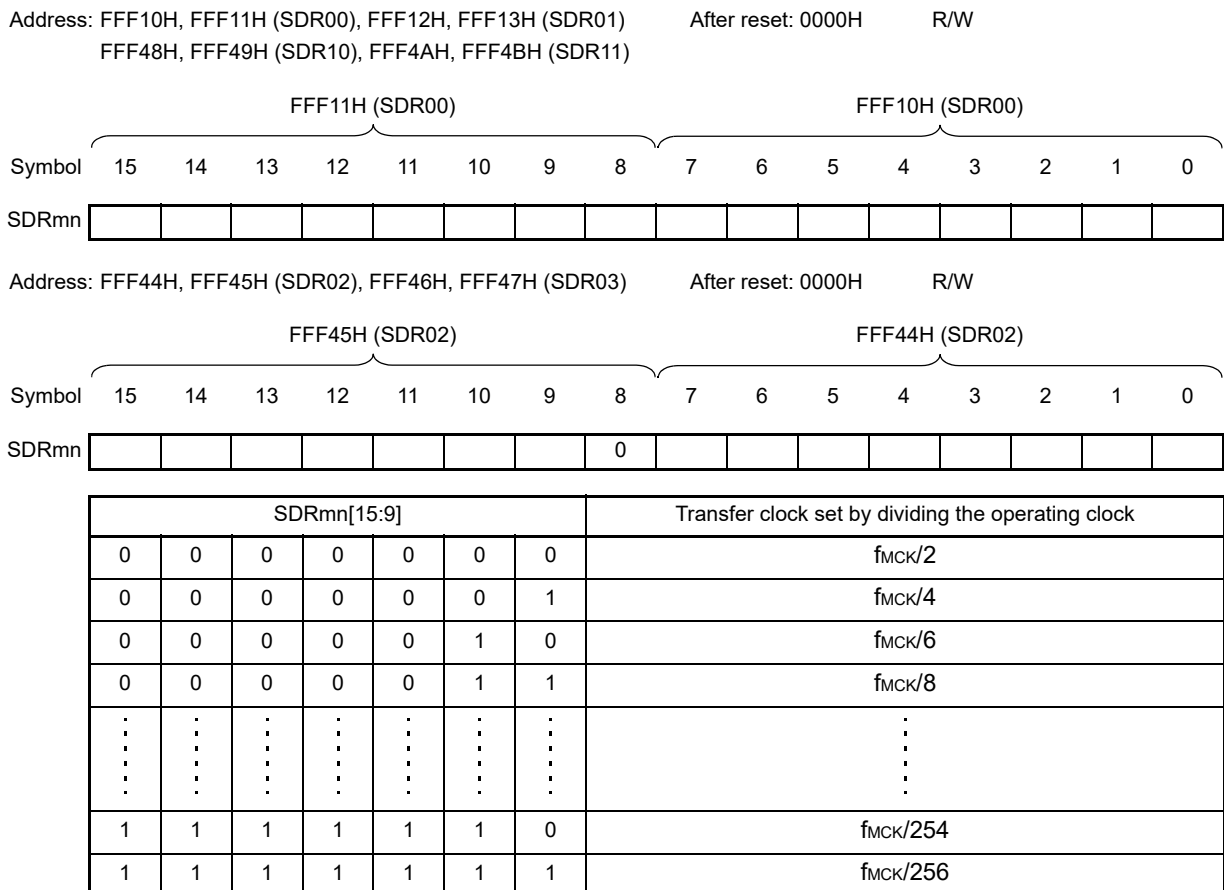 Address: FFF10H, FFF11H (SDR00), FFF12H, FFF13H (SDR01) After reset: 0000H R/W
FFF48H, FFF49H (SDR10), FFF4AH, FFF4BH (SDR11)
FFF11H (SDR00) FFF10H (SDR00)
Symbol 15 14 13 12 11 10 9 8 7 6 5 4 3 2 1 0
SDRmn
Address: FFF44H, FFF45H (SDR02), FFF46H, FFF47H (SDR03) After reset: 0000H R/W
FFF45H (SDR02) FFF44H (SDR02)
Symbol 15 14 13 12 11 10 9 8 7 6 5 4 3 2 1 0
SDRmn 0
SDRmn[15:9] Transfer clock set by dividing the operating clock
0 0 0 0 0 0 0 fMCK/2
0 0 0 0 0 0 1 fMCK/4
0 0 0 0 0 1 0 fMCK/6
0 0 0 0 0 1 1 fMCK/8
1 1 1 1 1 1 0 fMCK/254
1 1 1 1 1 1 1 fMCK/256